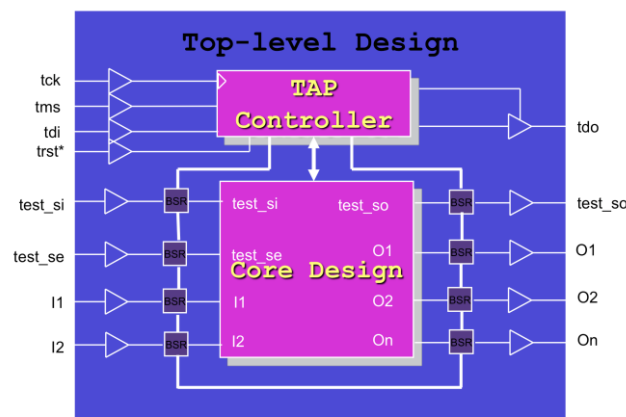 Top-level Design
tck
tms
tdi
trst*
TAP
Controller
tdo
test_si
BSR
test_si
test_so
BSR
test_so
test_se
BSR
test_se
O1
BSR
O1
Core Design
I1
BSR
I1
O2
BSR
O2
I2
BSR
I2
On
BSR
On